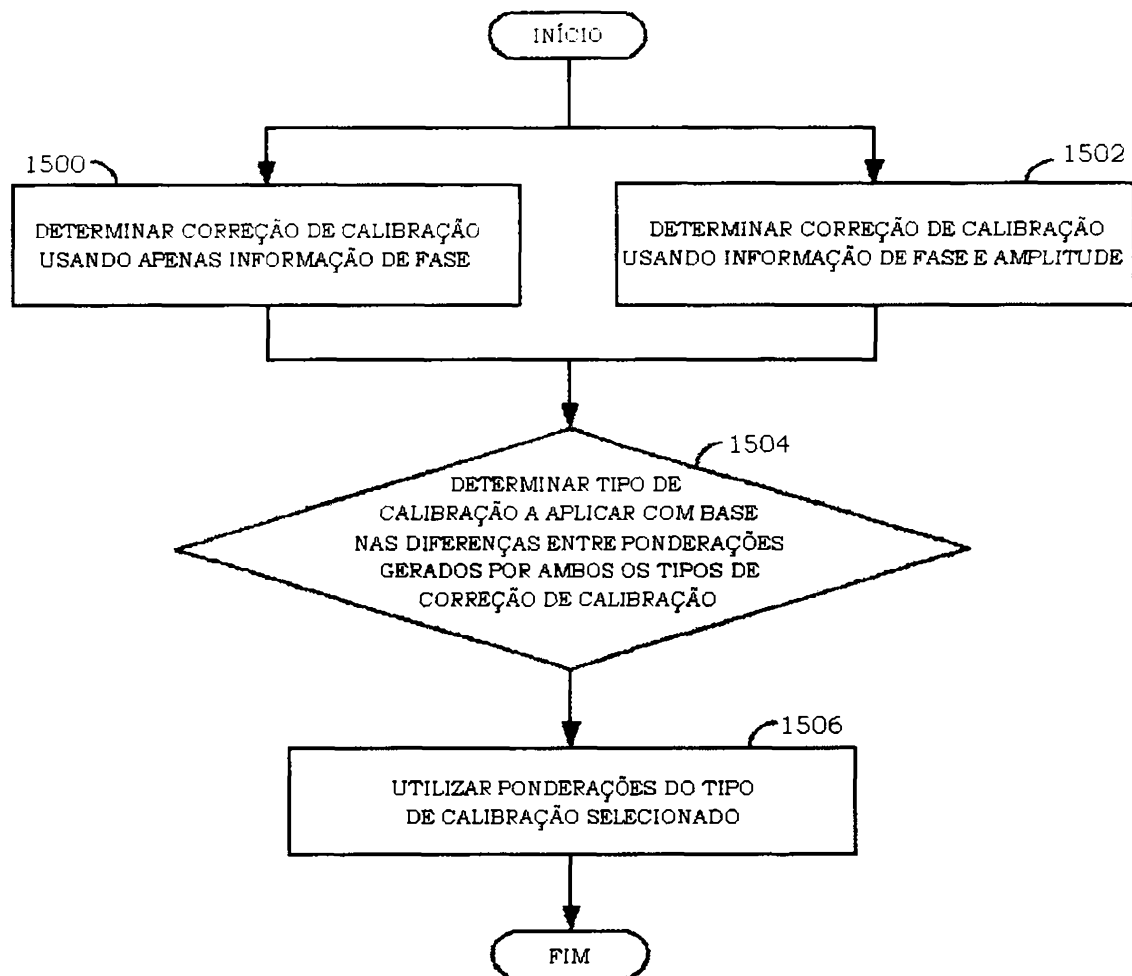 INÍCIO
1500
1502
DETERMINAR CORREÇÃO DE CALIBRAÇÃO
USANDO APENAS INFORMAÇÃO DE FASE
DETERMINAR CORREÇÃO DE CALIBRAÇÃO
USANDO INFORMAÇÃO DE FASE E AMPLITUDE
1504
DETERMINAR TIPO DE
CALIBRAÇÃO A APLICAR COM BASE
NAS DIFERENÇAS ENTRE PONDERAÇÕES
GERADOS POR AMBOS OS TIPOS DE
CORREÇÃO DE CALIBRAÇÃO
1506
UTILIZAR PONDERAÇÕES DO TIPO
DE CALIBRAÇÃO SELECIONADO
FIM